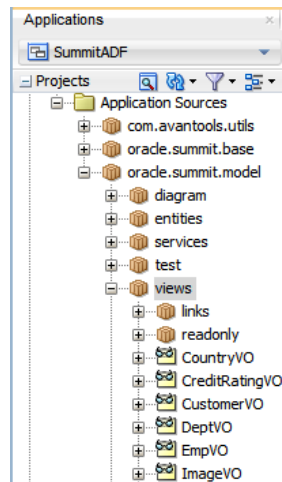 Applications
SummitADF
Projects
Application Sources
com.avantools.utils
oracle.summit.base
oracle.summit.model
diagram
entities
services
test
views
links
readonly
CountryVO
CreditRatingVO
CustomerVO
DeptVO
EmpVO
ImageVO